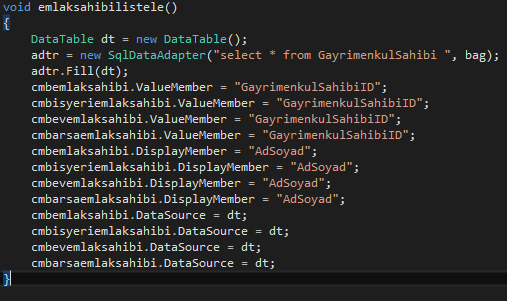 void emlaksahibilistele()
{
DataTable dt = new DataTable();
adtr = new SqlDataAdapter("select * from GayrimenkulSahibi ", bag);
adtr.Fill(dt);
cmbemlaksahibi.ValueMember = "GayrimenkulSahibiID";
cmbisyeriemlaksahibi.ValueMember = "GayrimenkulSahibiID";
cmbevemlaksahibi.ValueMember = "GayrimenkulSahibiID";
cmbarsaemlaksahibi.ValueMember = "GayrimenkulSahibiID";
cmbemlaksahibi.DisplayMember = "AdSoyad";
cmbisyeriemlaksahibi.DisplayMember = "AdSoyad";
cmbevemlaksahibi.DisplayMember = "AdSoyad";
cmbarsaemlaksahibi.DisplayMember = "AdSoyad";
cmbemlaksahibi.DataSource = dt;
cmbisyeriemlaksahibi.DataSource = dt;
cmbevemlaksahibi.DataSource = dt;
cmbarsaemlaksahibi.DataSource = dt;
}